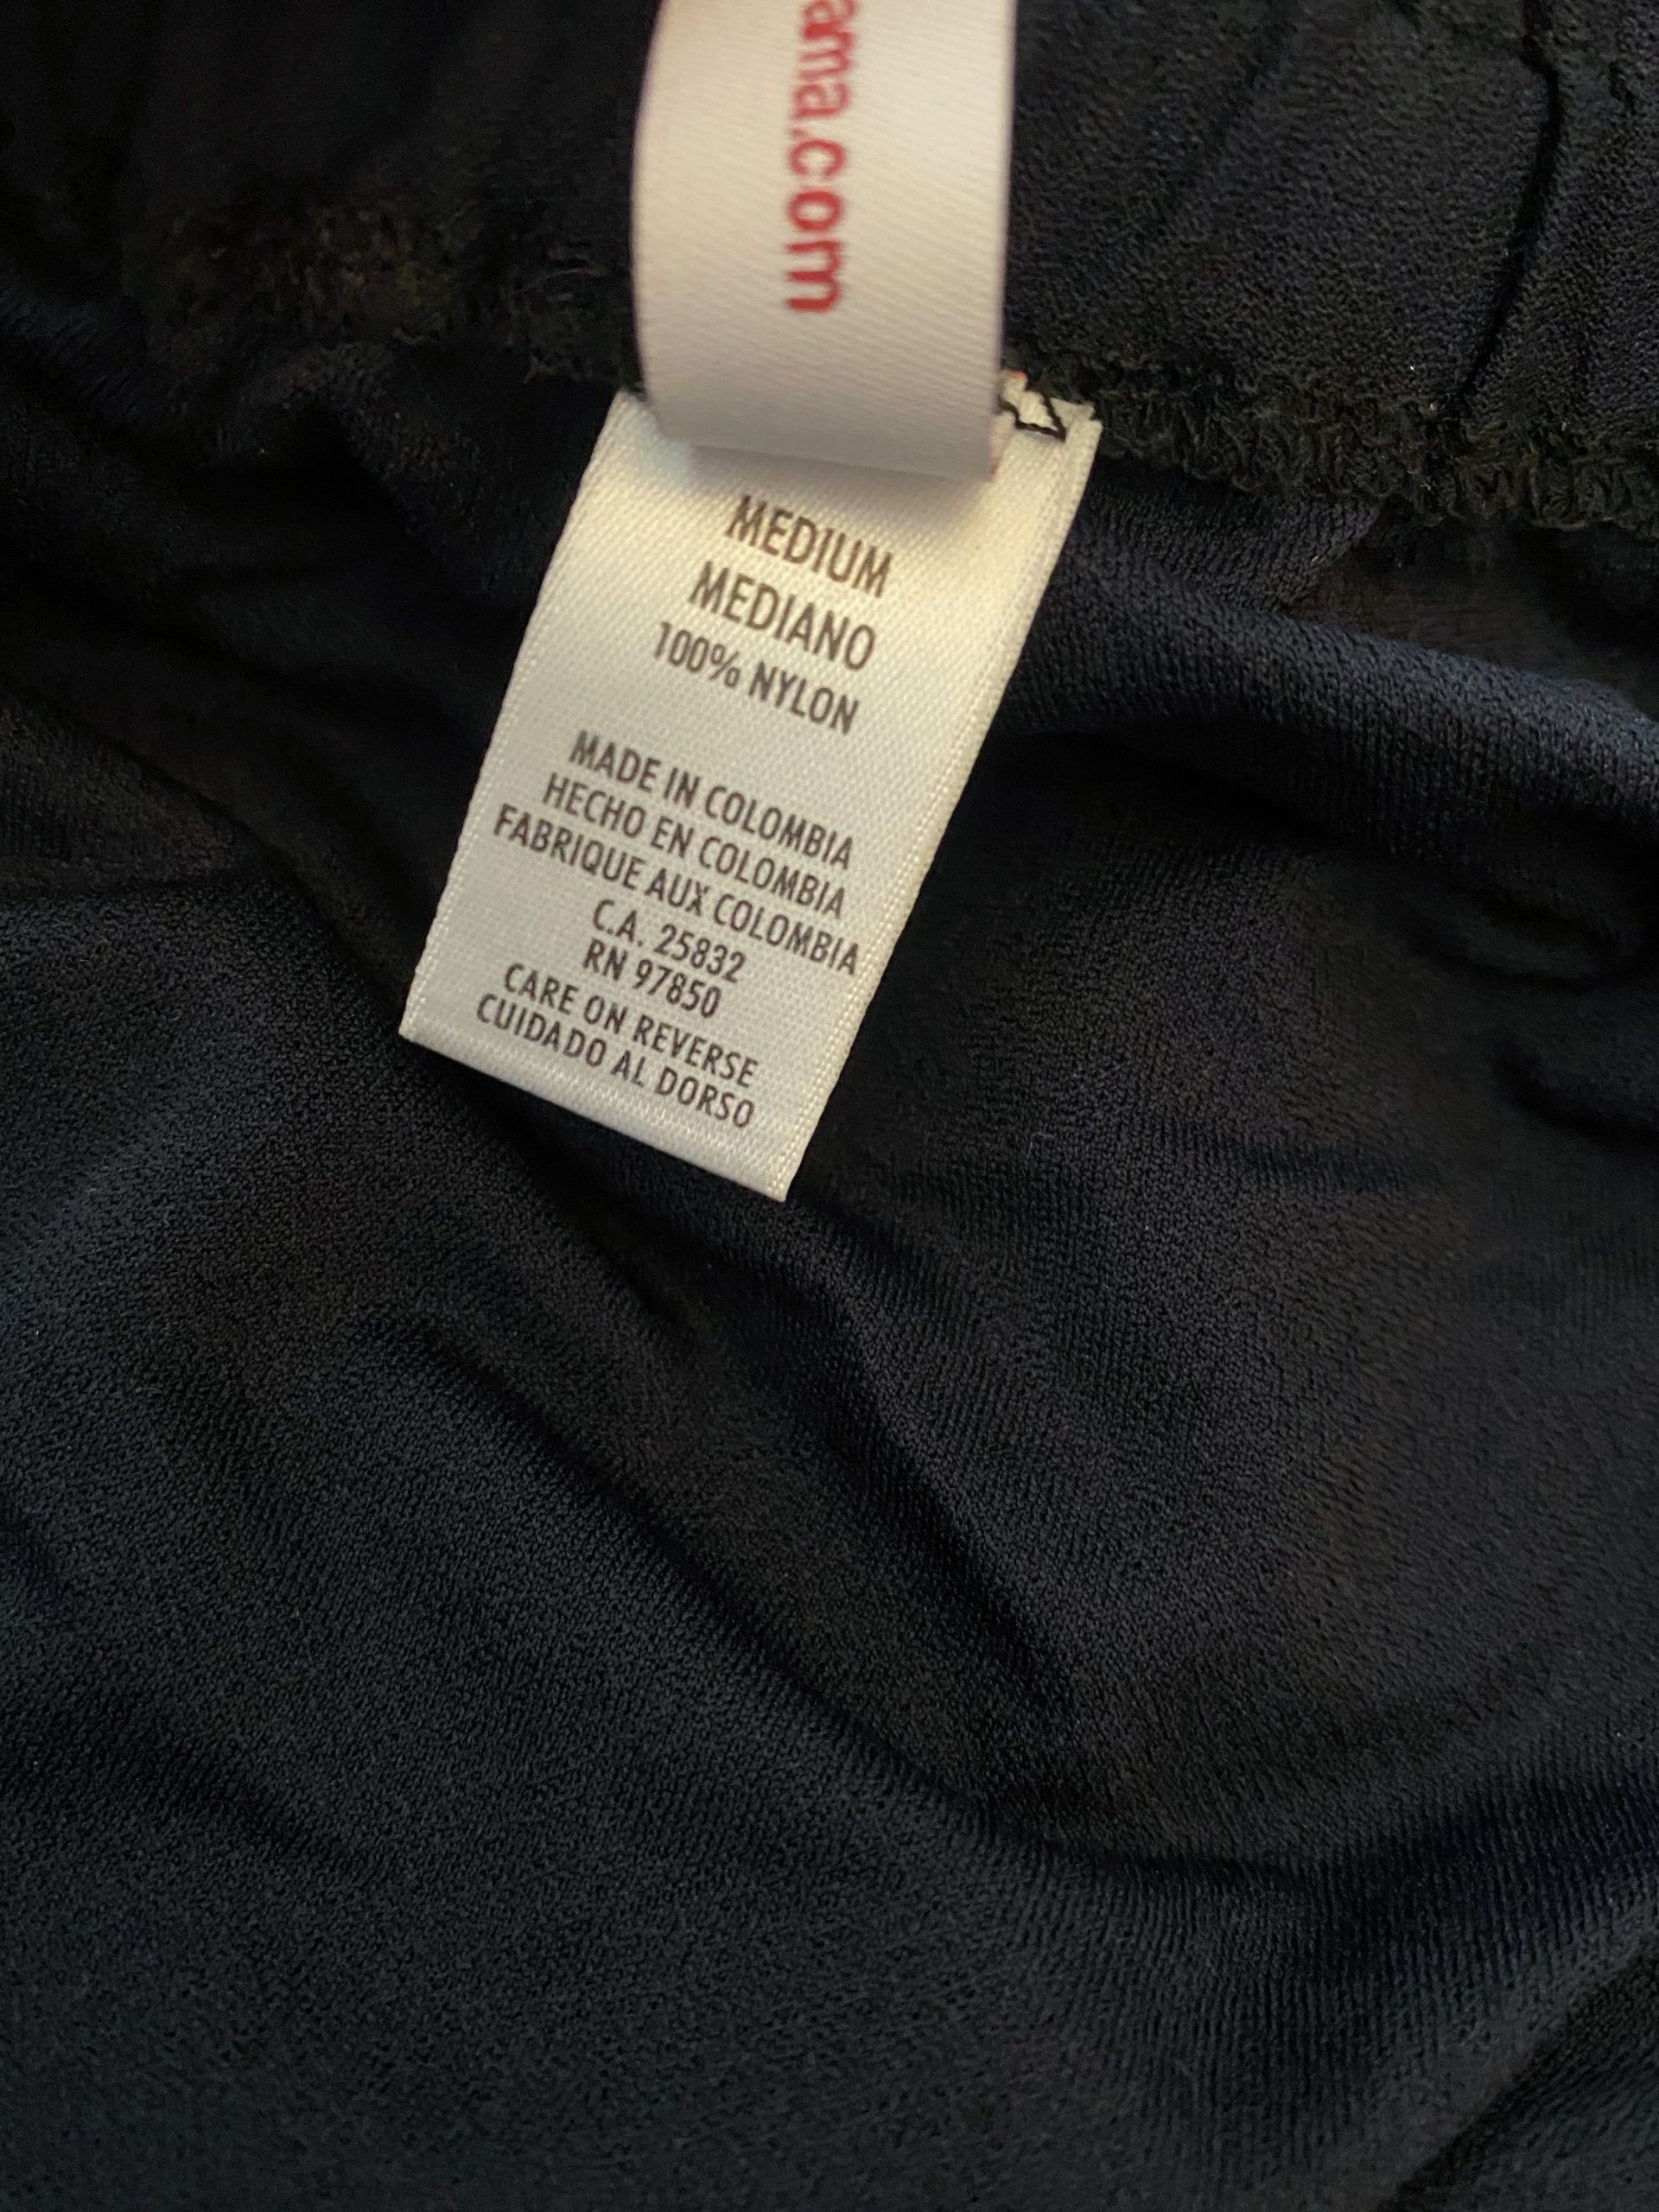 ama.com
MEDIUM
MEDIANO
100% NYLON
MADE IN COLOMBIA
HECHO EN COLOMBIA
FABRIQUE AUX COLOMBIA
C.A. 25832
RN 97850
CARE ON REVERSE
CUIDADO AL DORSO